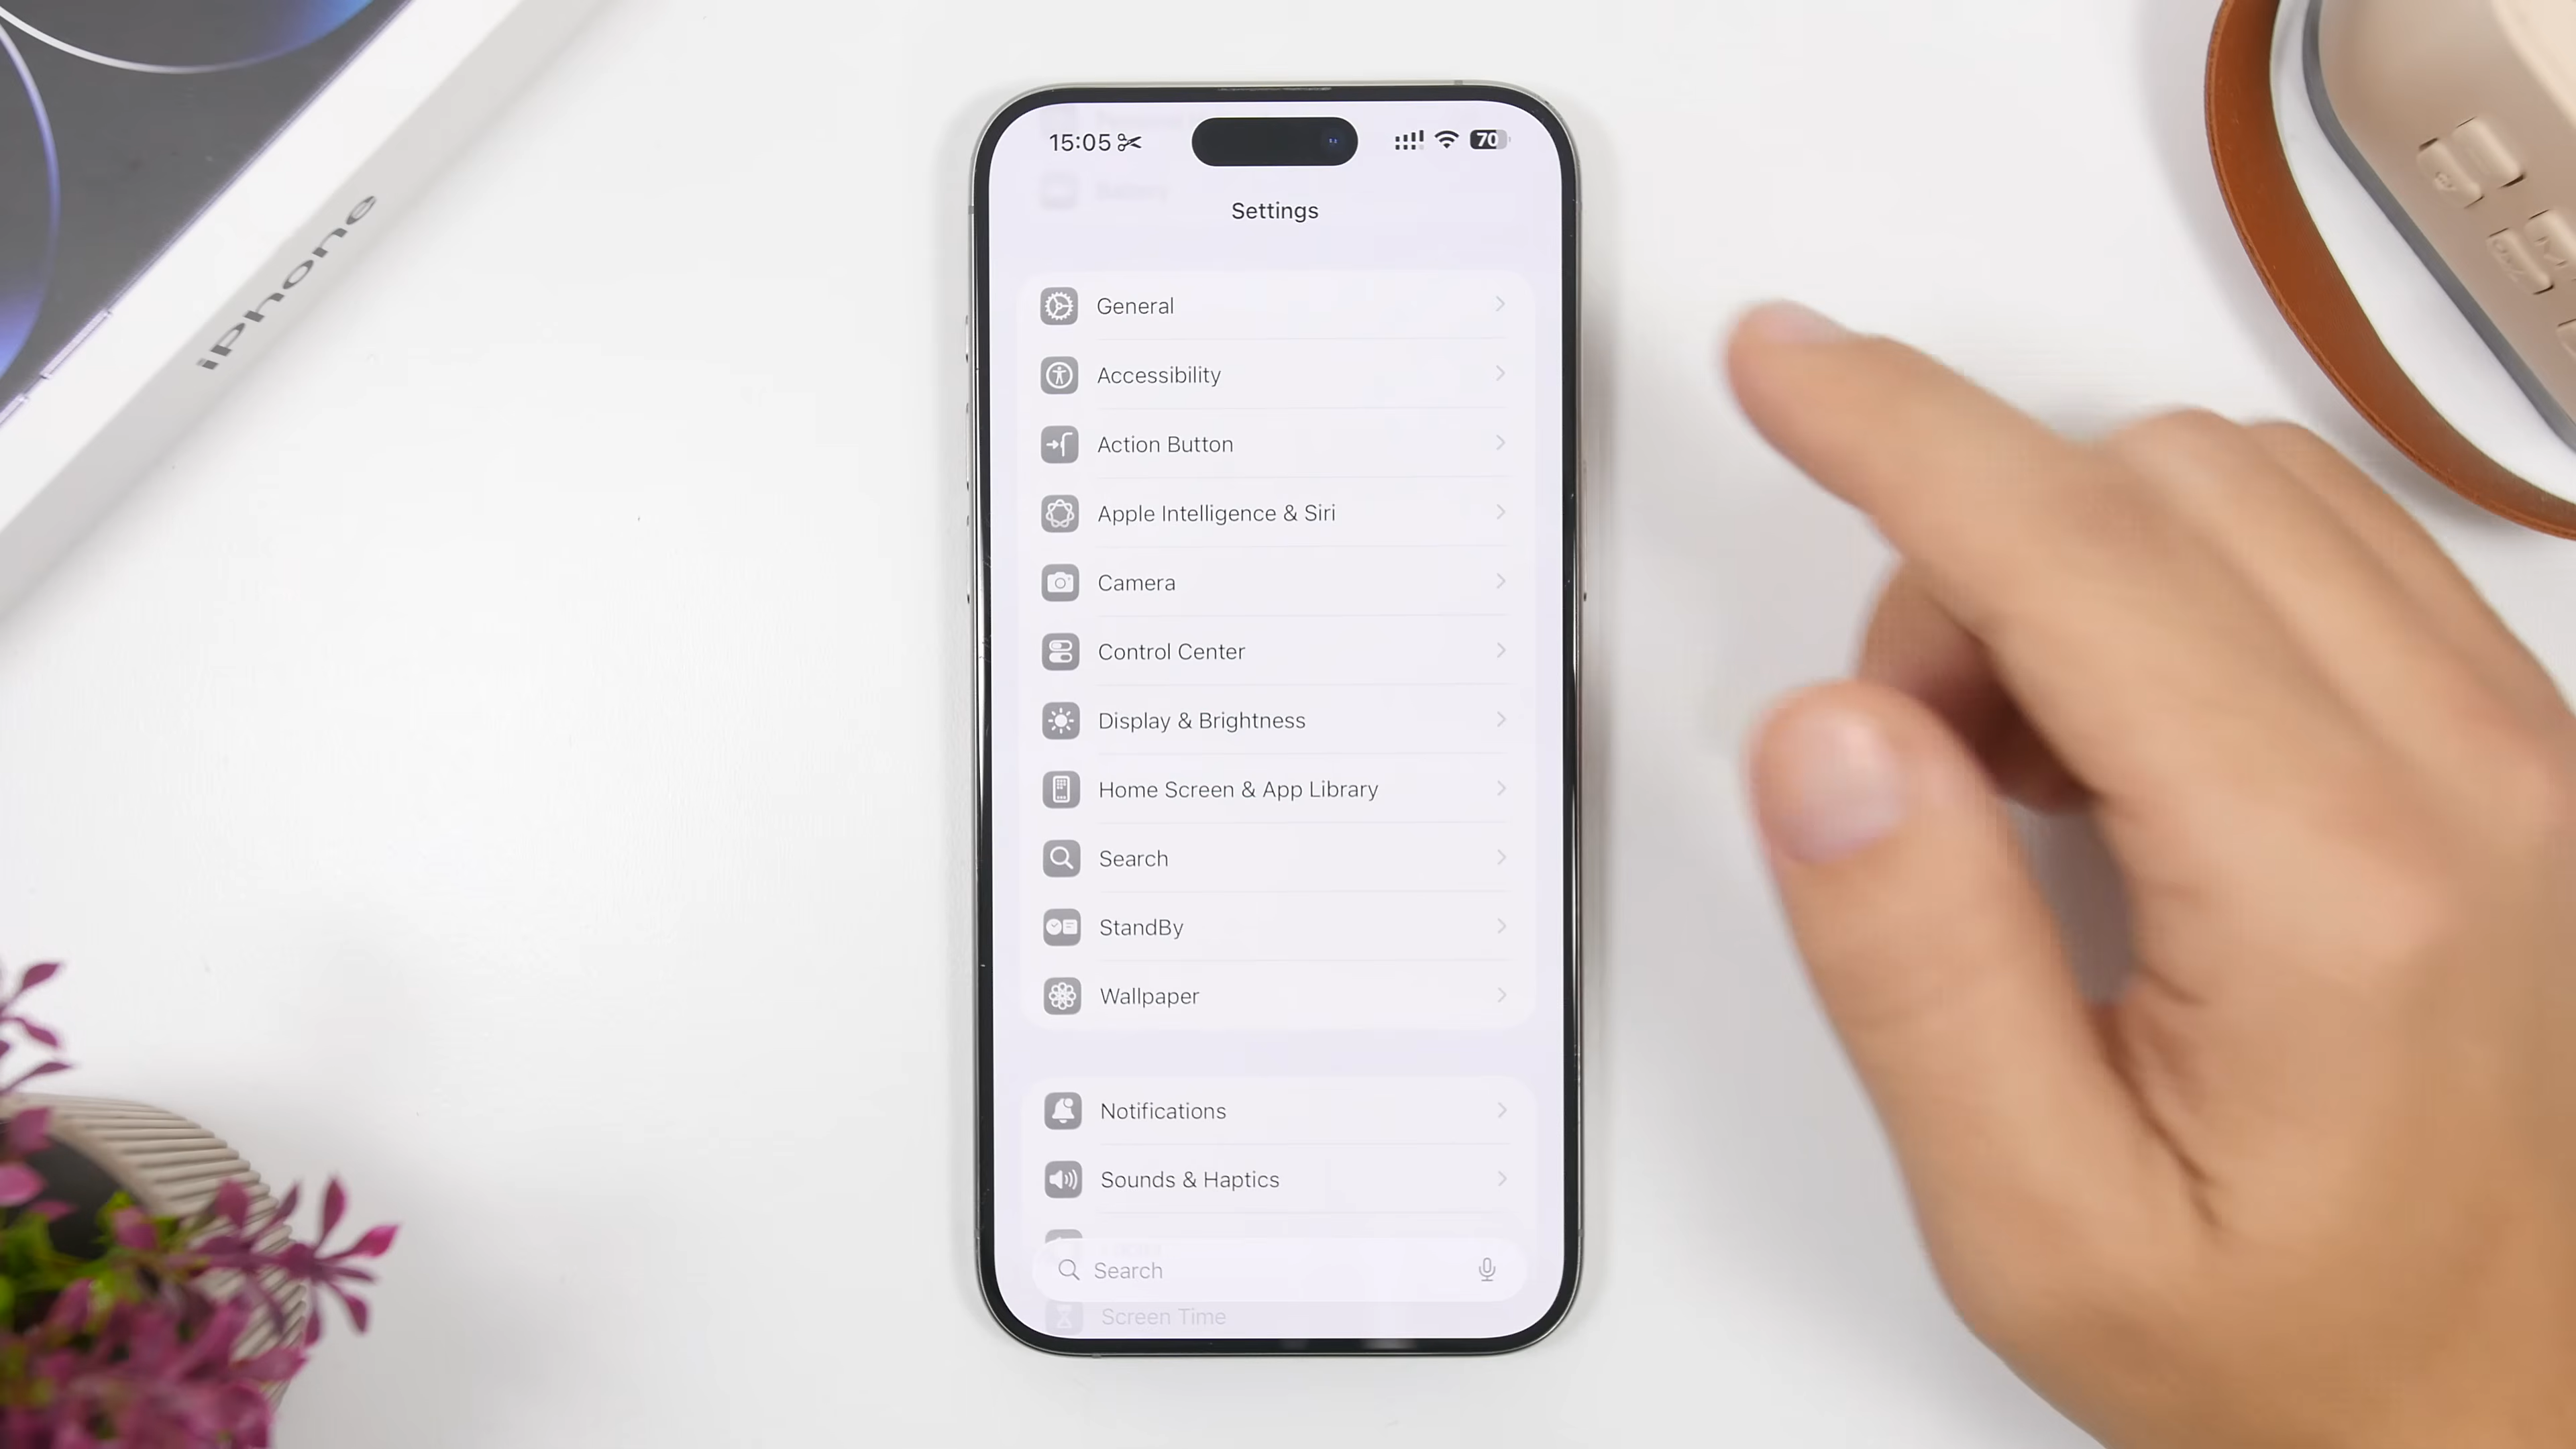 iPhone
15:05
70
Battery
Settings
General
Accessibility
Action Button
Apple Intelligence & Siri
Camera
Control Center
Display & Brightness
Home Screen & App Library
Search
StandBy
Wallpaper
Notifications
Sounds & Haptics
Search
Screen Time